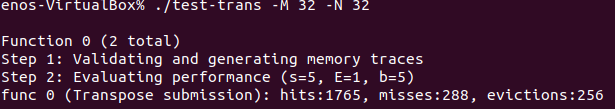 enos-VirtualBox% ./test-trans -M 32 -N 32
Function 0 (2 total)
Step 1: Validating and generating memory traces
Step 2: Evaluating performance (s=5, E=1, b=5)
func 0 (Transpose submission): hits:1765, misses:288, evictions:256